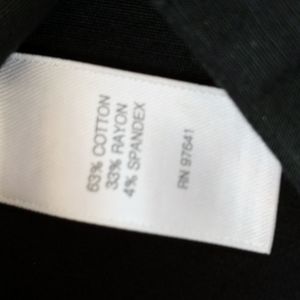 63% COTTON
33% RAYON
4% SPANDEX
RN 97641